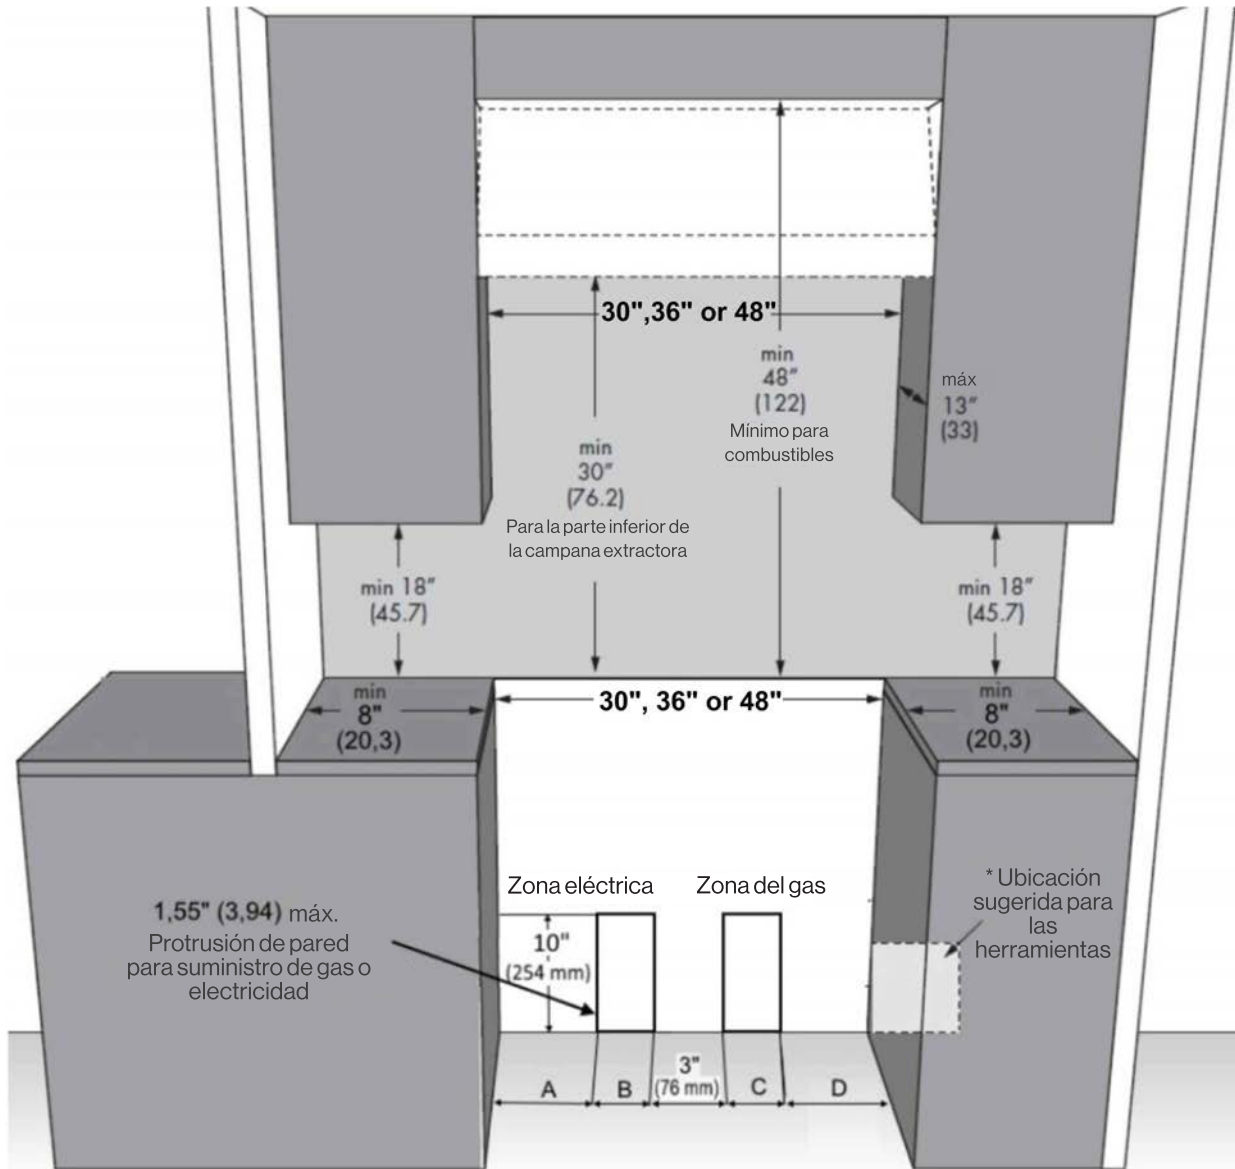 30",36" or 48"
min
48"
(122)
Mínimo para
combustibles
máx
13"
(33)
min
30"
(76.2)
Para la parte inferior de
la campana extractora
min 18"
(45.7)
min 18"
(45.7)
min
8"
(20,3)
30", 36" or 48"
min
8"
(20,3)
Zona eléctrica
Zona del gas
* Ubicación
sugerida para
las
herramientas
1,55" (3,94) máx.
Protrusión de pared
para suministro de gas o
electricidad
10"
(254 mm)
A
B
3"
(76 mm)
C
D